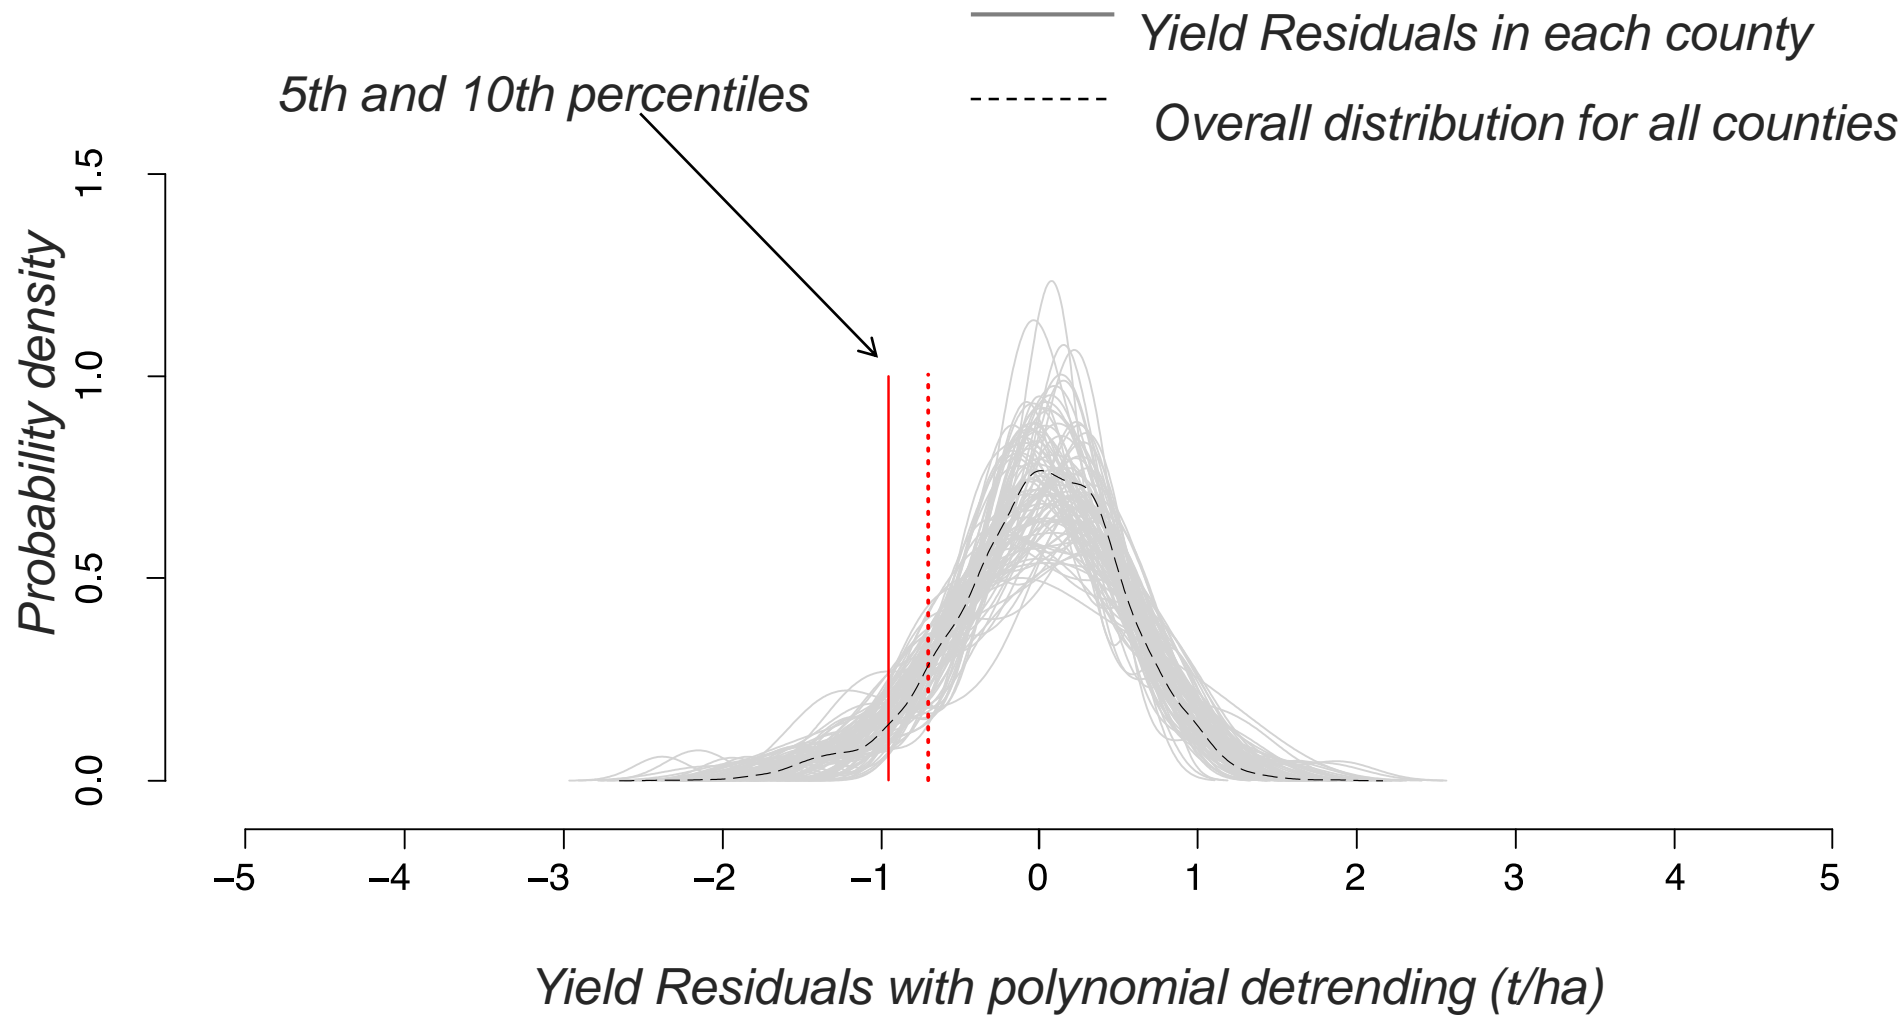 Yield Residuals in each county
5th and 10th percentiles
Overall distribution for all counties
Probability density
1.5
1.0
0.5
0.0
−5 −4 −3 −2 −1 0 1 2 3 4 5
Yield Residuals with polynomial detrending (t/ha)